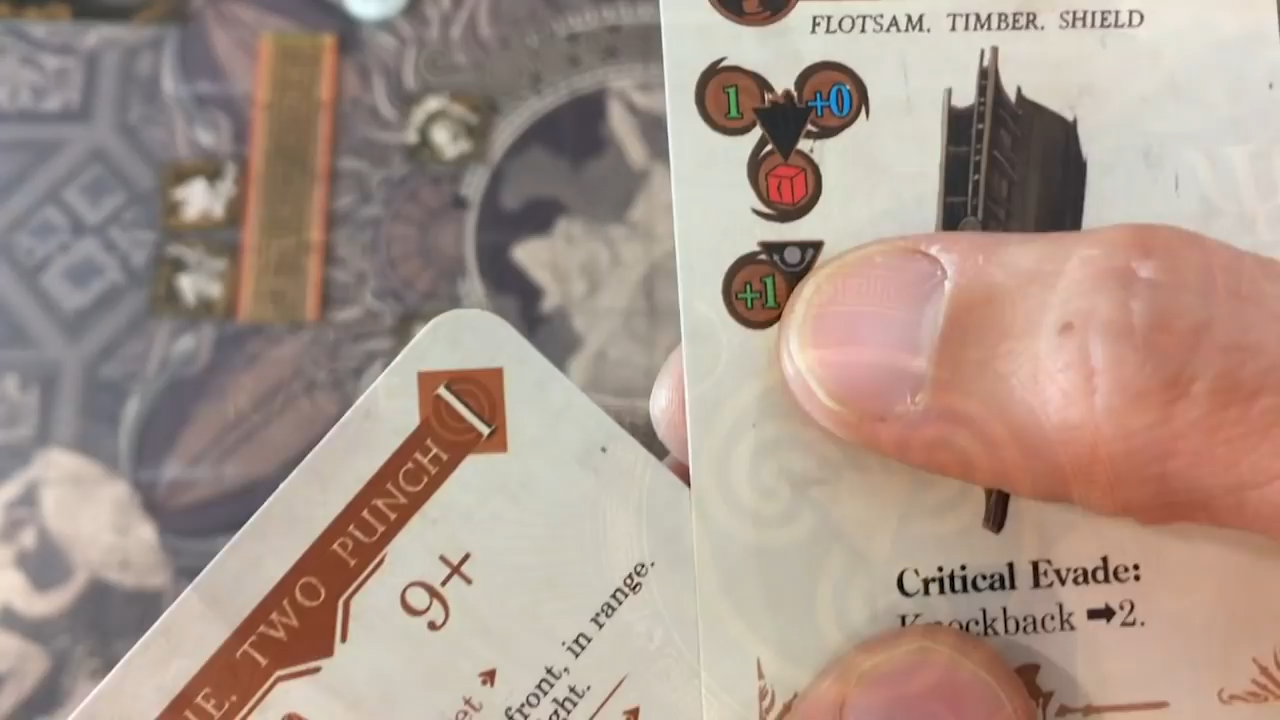 FLOTSAM. TIMBER. SHIELD
1 +0
+1
Critical Evade:
Knockback ➡2.
I
TWO PUNCH
9+
front, in range.